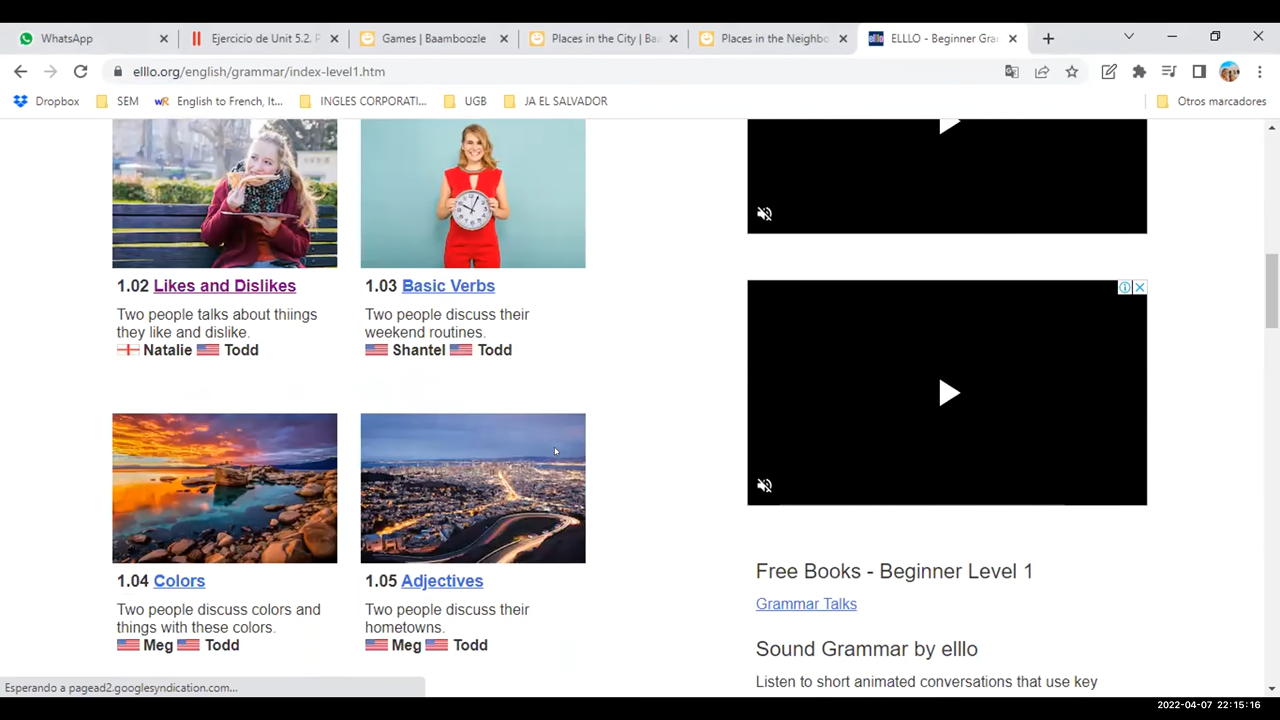 WhatsApp
Ejercicio de Unit 5.2. P
Games | Baamboozle
Places in the City | Baa
Places in the Neighbo
ELLLO - Beginner Gra
elllo.org/english/grammar/index-level1.htm
Dropbox
SEM
English to French, It...
INGLES CORPORATI...
UGB
JA EL SALVADOR
Otros marcadores
1.02 Likes and Dislikes
Two people talks about thiings
they like and dislike.
Natalie Todd
1.03 Basic Verbs
Two people discuss their
weekend routines.
Shantel Todd
1.04 Colors
Two people discuss colors and
things with these colors.
Meg Todd
1.05 Adjectives
Two people discuss their
hometowns.
Meg Todd
Free Books - Beginner Level 1
Grammar Talks
Sound Grammar by elllo
Listen to short animated conversations that use key
Esperando a pagead2.googlesyndication.com...
2022-04-07 22:15:16